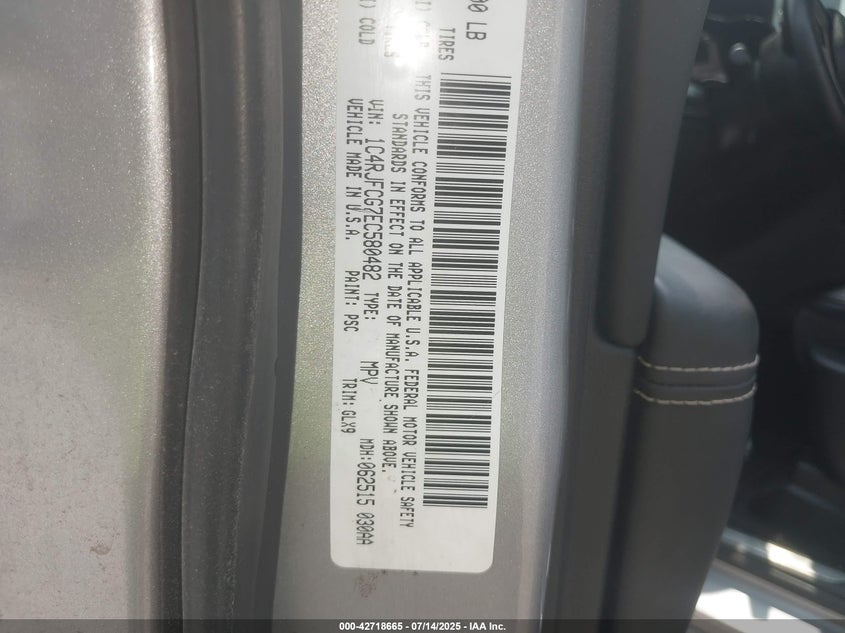 00 LB
TIRES
COLD
THIS VEHICLE CONFORMS TO ALL APPLICABLE U.S.A. FEDERAL MOTOR VEHICLE SAFETY
STANDARDS IN EFFECT ON THE DATE OF MANUFACTURE SHOWN ABOVE.
VIN: 1C4RJFCG7EC580482 TYPE: MPV MDH:062515 030AA
VEHICLE MADE IN U.S.A. PAINT: PSC TRIM: GLX9
000-42718665 - 07/14/2025 - IAA Inc.